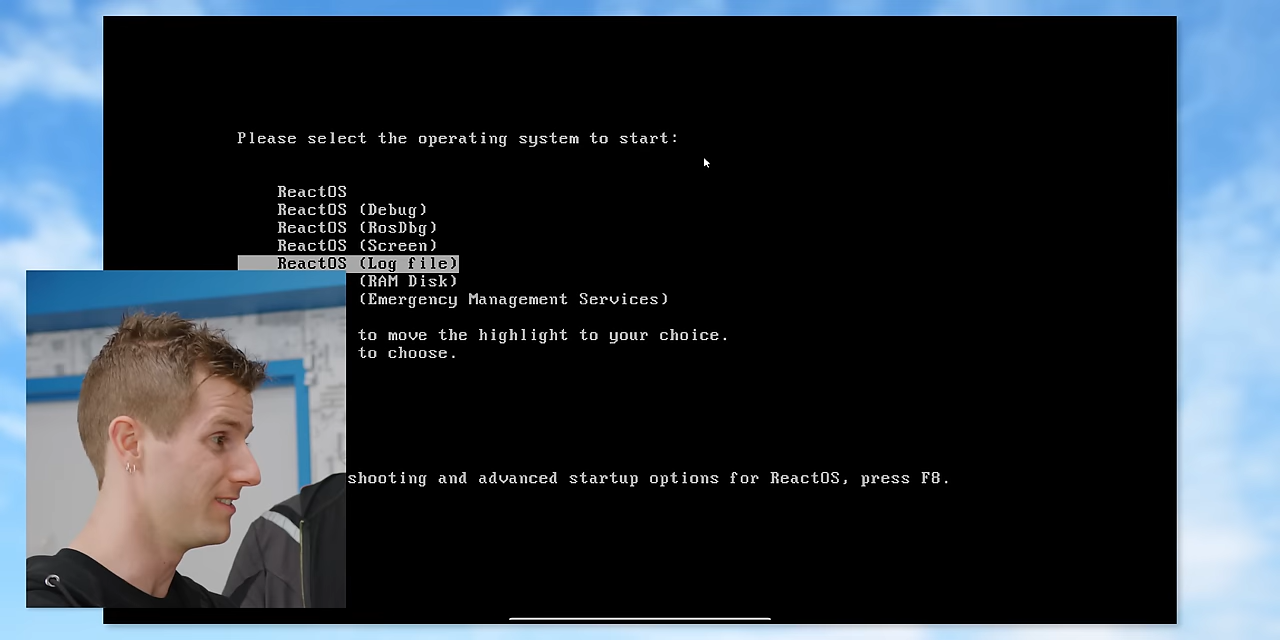 Please select the operating system to start:
ReactOS
ReactOS (Debug)
ReactOS (RosDbg)
ReactOS (Screen)
ReactOS (Log file)
(RAM Disk)
(Emergency Management Services)
to move the highlight to your choice.
to choose.
shooting and advanced startup options for ReactOS, press F8.